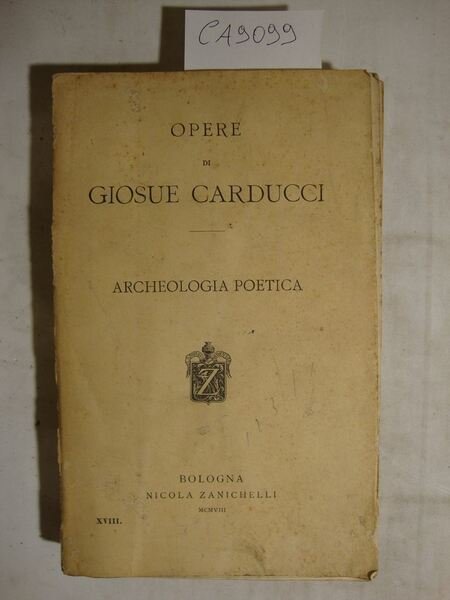 CA9099
OPERE
DI
GIOSUE CARDUCCI
ARCHEOLOGIA POETICA
Z
BOLOGNA
NICOLA ZANICHELLI
MCMVIII
XVIII.